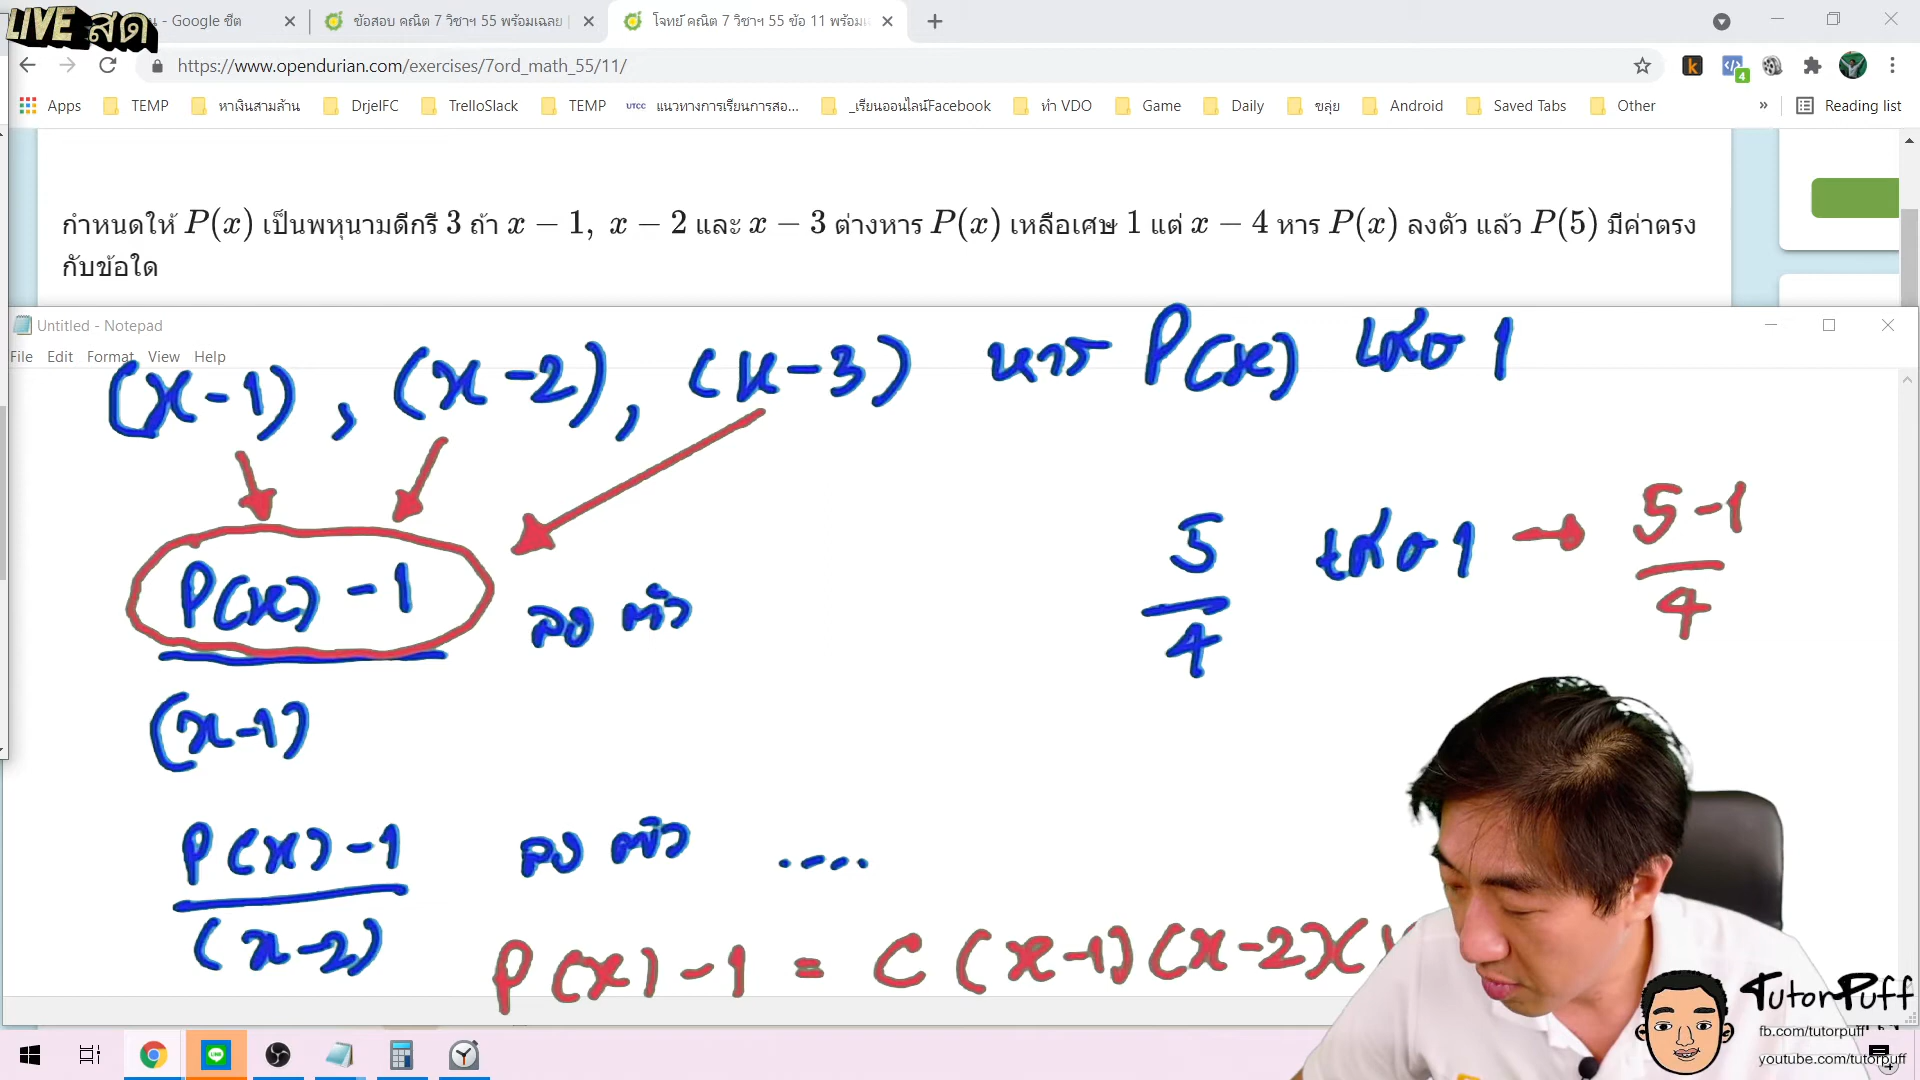 LIVE สด
น - Google ชีต
ข้อสอบ คณิต 7 วิชาฯ 55 พร้อมเฉลย
โจทย์ คณิต 7 วิชาฯ 55 ข้อ 11 พร้อมเ
https://www.opendurian.com/exercises/7ord_math_55/11/
k
4
Apps TEMP หาเงินสามล้าน DrjelFC TrelloSlack TEMP UTCC แนวทางการเรียนการสอ... _เรียนออนไลน์Facebook ทำ VDO Game Daily ขลุ่ย Android Saved Tabs Other » Reading list
กำหนดให้ P(x) เป็นพหุนามดีกรี 3 ถ้า x − 1, x − 2 และ x − 3 ต่างหาร P(x) เหลือเศษ 1 แต่ x − 4 หาร P(x) ลงตัว แล้ว P(5) มีค่าตรง
กับข้อใด
Untitled - Notepad
File Edit Format View Help
(x-1), (x-2), (x-3) หาร P(x) เศษ 1
5/4 เศษ 1 → 5-1/4
P(x) - 1 ลงตัว
(x-1)
P(x) - 1 ลงตัว ....
(x-2)
P(x) - 1 = C (x-1)(x-2)(
TutorPuff
fb.com/tutorpuff
youtube.com/tutorpuff